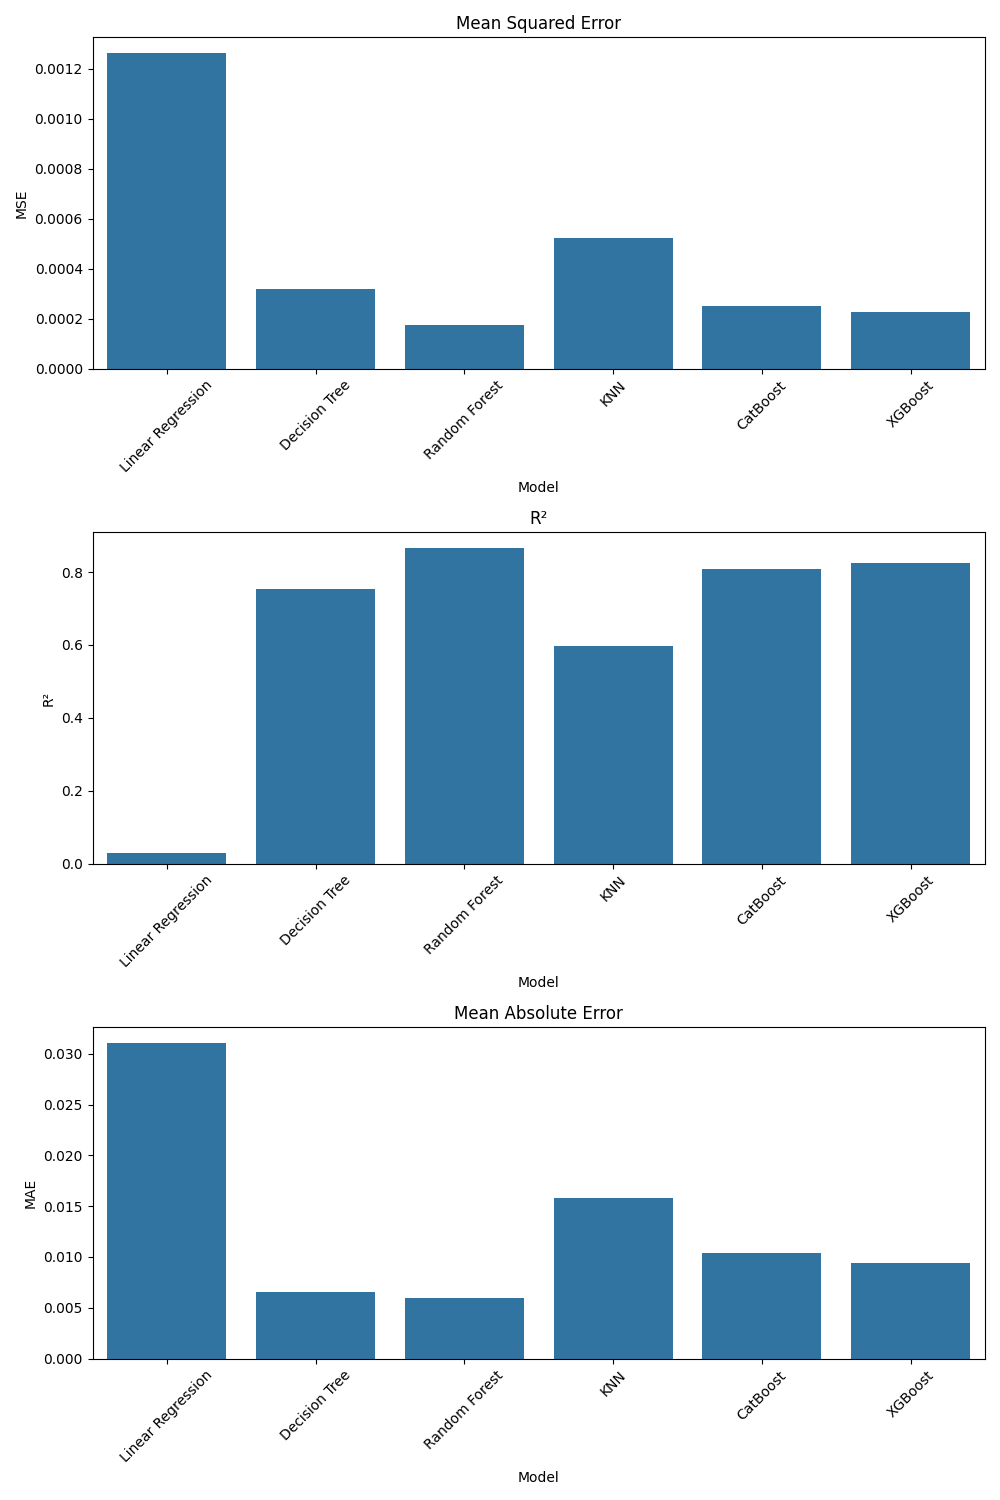 Mean Squared Error
0.0012
0.0010
0.0008
0.0006
0.0004
0.0002
0.0000
MSE
Linear Regression
Decision Tree
Random Forest
KNN
CatBoost
XGBoost
Model
R²
0.8
0.6
0.4
0.2
0.0
R²
Linear Regression
Decision Tree
Random Forest
KNN
CatBoost
XGBoost
Model
Mean Absolute Error
0.030
0.025
0.020
0.015
0.010
0.005
0.000
MAE
Linear Regression
Decision Tree
Random Forest
KNN
CatBoost
XGBoost
Model